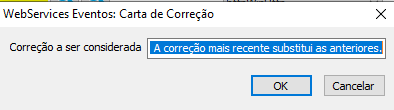 WebServices Eventos: Carta de Correção
Correção a ser considerada A correção mais recente substitui as anteriores.
OK Cancelar